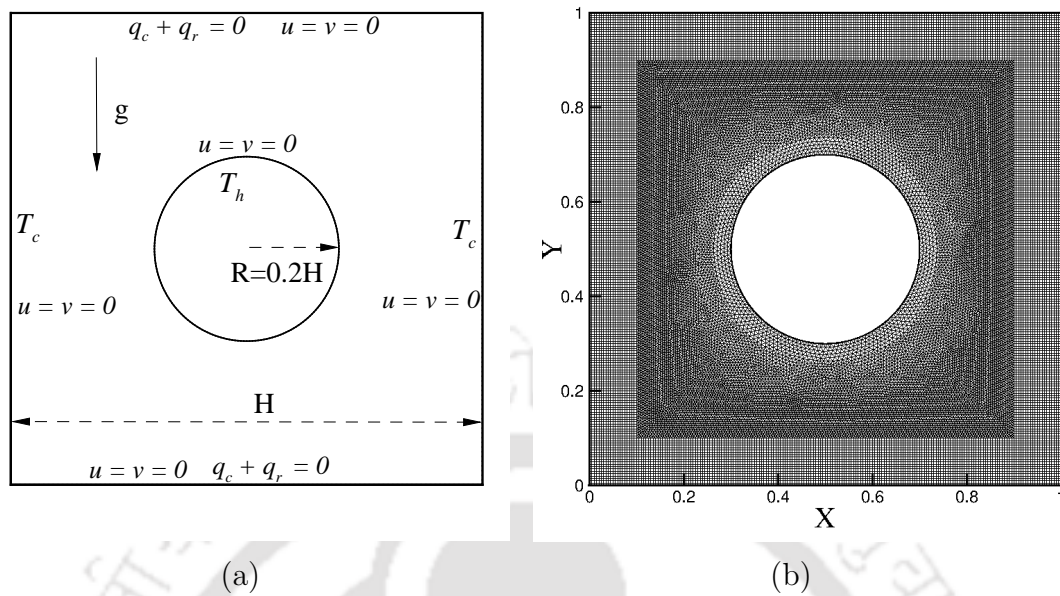 q_c + q_r = 0 u = v = 0
g
u = v = 0
T_h
T_c
T_c
R=0.2H
u = v = 0
u = v = 0
H
u = v = 0 q_c + q_r = 0
(a)
1
0.8
0.6
Y
0.4
0.2
0
0 0.2 0.4 0.6 0.8 1
X
(b)